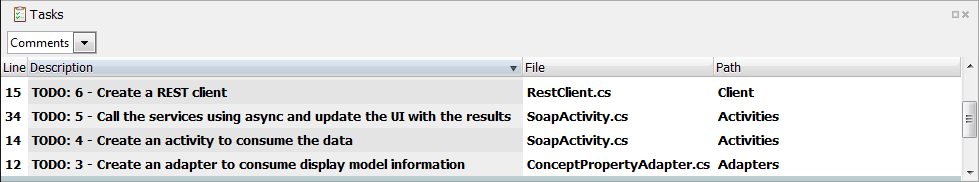 Tasks
Comments
Line Description File Path
15 TODO: 6 - Create a REST client RestClient.cs Client
34 TODO: 5 - Call the services using async and update the UI with the results SoapActivity.cs Activities
14 TODO: 4 - Create an activity to consume the data SoapActivity.cs Activities
12 TODO: 3 - Create an adapter to consume display model information ConceptPropertyAdapter.cs Adapters